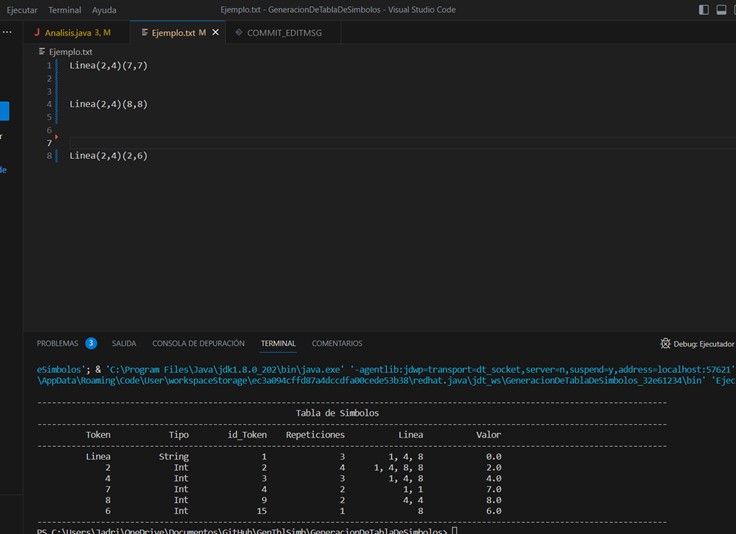 Ejecutar Terminal Ayuda Ejemplo.txt - GeneracionDeTablaDeSimbolos - Visual Studio Code
... J Analisis.java 3, M Ejemplo.txt M × COMMIT_EDITMSG
Ejemplo.txt
1 Linea(2,4)(7,7)
2
3
4 Linea(2,4)(8,8)
5
6
7
8 Linea(2,4)(2,6)
r
de
PROBLEMAS 3 SALIDA CONSOLA DE DEPURACIÓN TERMINAL COMENTARIOS Debug: Ejecutador
eSimbolos'; & 'C:\Program Files\Java\jdk1.8.0_202\bin\java.exe' '-agentlib:jdwp=transport=dt_socket,server=n,suspend=y,address=localhost:57621'
\AppData\Roaming\Code\User\workspaceStorage\ec3a094cffd87a4dccdfa00cede53b38\redhat.java\jdt_ws\GeneracionDeTablaDeSimbolos_32e61234\bin' 'Ejec
Tabla de Simbolos
Token Tipo id_Token Repeticiones Linea Valor
Linea String 1 3 1, 4, 8 0.0
2 Int 2 4 1, 4, 8, 8 2.0
4 Int 3 3 1, 4, 8 4.0
7 Int 4 2 1, 1 7.0
8 Int 9 2 4, 4 8.0
6 Int 15 1 8 6.0
PS C:\Users\Jadri\OneDrive\Documentos\GitHub\GenTblSimb\GeneracionDeTablaDeSimbolos>